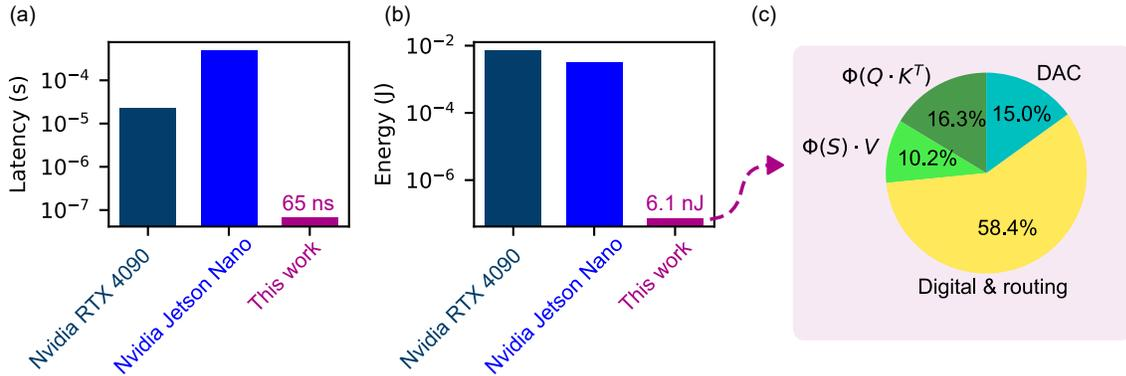 (a)
Latency (s)
10⁻⁴
10⁻⁵
10⁻⁶
10⁻⁷
65 ns
Nvidia RTX 4090
Nvidia Jetson Nano
This work
(b)
Energy (J)
10⁻²
10⁻⁴
10⁻⁶
6.1 nJ
Nvidia RTX 4090
Nvidia Jetson Nano
This work
(c)
Φ(Q · Kᵀ)
DAC
16.3%
15.0%
Φ(S) · V
10.2%
58.4%
Digital & routing